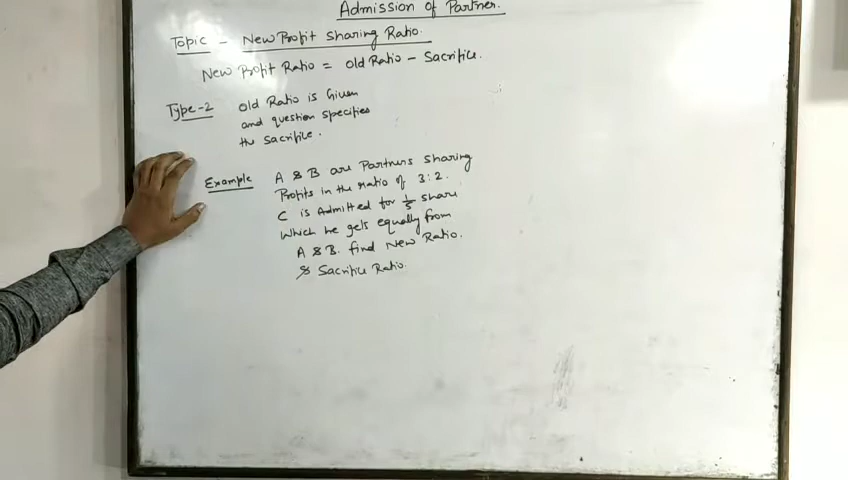 Admission of Partner.
Topic - New Profit Sharing Ratio.
New Profit Ratio = Old Ratio - Sacrifice.
Type-2 Old Ratio is Given
and question specifies
the Sacrifice.
Example A & B are Partners sharing
Profits in the ratio of 3:2.
C is Admitted for 1/5 share
Which he gets equally from
A & B. find New Ratio.
& Sacrifice Ratio.